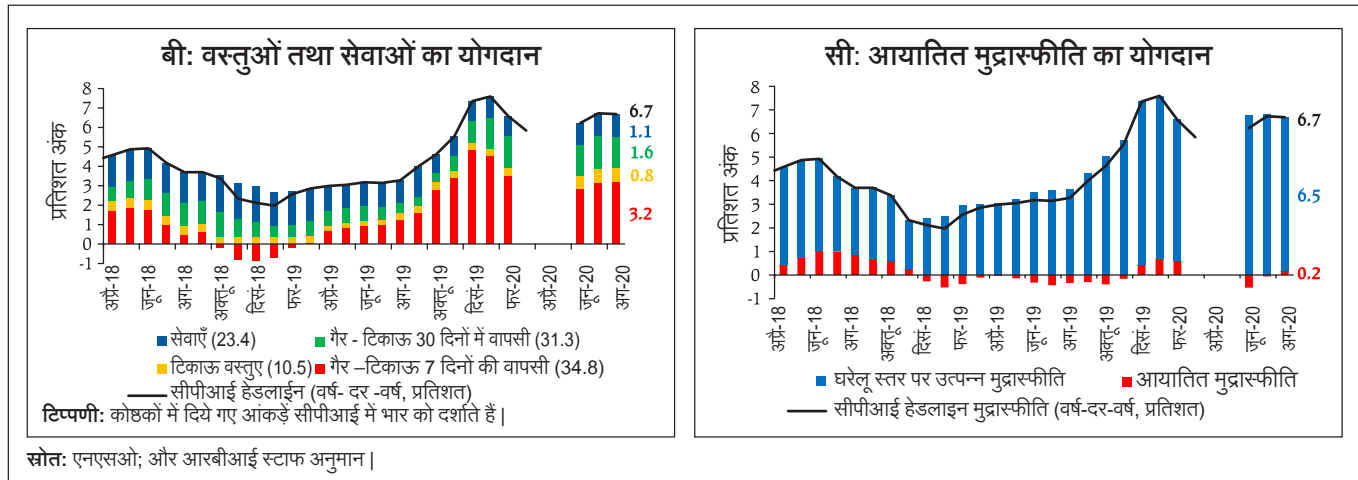 बी: वस्तुओं तथा सेवाओं का योगदान
प्रतिशत अंक
8
7
6
5
4
3
2
1
0
-1
6.7
1.1
1.6
0.8
3.2
अप्रै-18
जून-18
अग-18
अक्तू-18
दिसं-18
फर-19
अप्रै-19
जून-19
अग-19
अक्तू-19
दिसं-19
फर-20
अप्रै-20
जून-20
अग-20
सेवाएँ (23.4)
गैर - टिकाऊ 30 दिनों में वापसी (31.3)
टिकाऊ वस्तुए (10.5)
गैर –टिकाऊ 7 दिनों की वापसी (34.8)
सीपीआई हेडलाईन (वर्ष- दर -वर्ष, प्रतिशत)
टिप्पणी: कोष्ठकों में दिये गए आंकड़ें सीपीआई में भार को दर्शाते हैं |
सी: आयातित मुद्रास्फीति का योगदान
प्रतिशत अंक
8
7
6
5
4
3
2
1
0
-1
6.7
6.5
0.2
अप्रै-18
जून-18
अग-18
अक्तू-18
दिसं-18
फर-19
अप्रै-19
जून-19
अग-19
अक्तू-19
दिसं-19
फर-20
अप्रै-20
जून-20
अग-20
घरेलू स्तर पर उत्पन्न मुद्रास्फीति
आयातित मुद्रास्फीति
सीपीआई हेडलाइन मुद्रास्फीति (वर्ष-दर-वर्ष, प्रतिशत)
स्रोत: एनएसओ; और आरबीआई स्टाफ अनुमान |